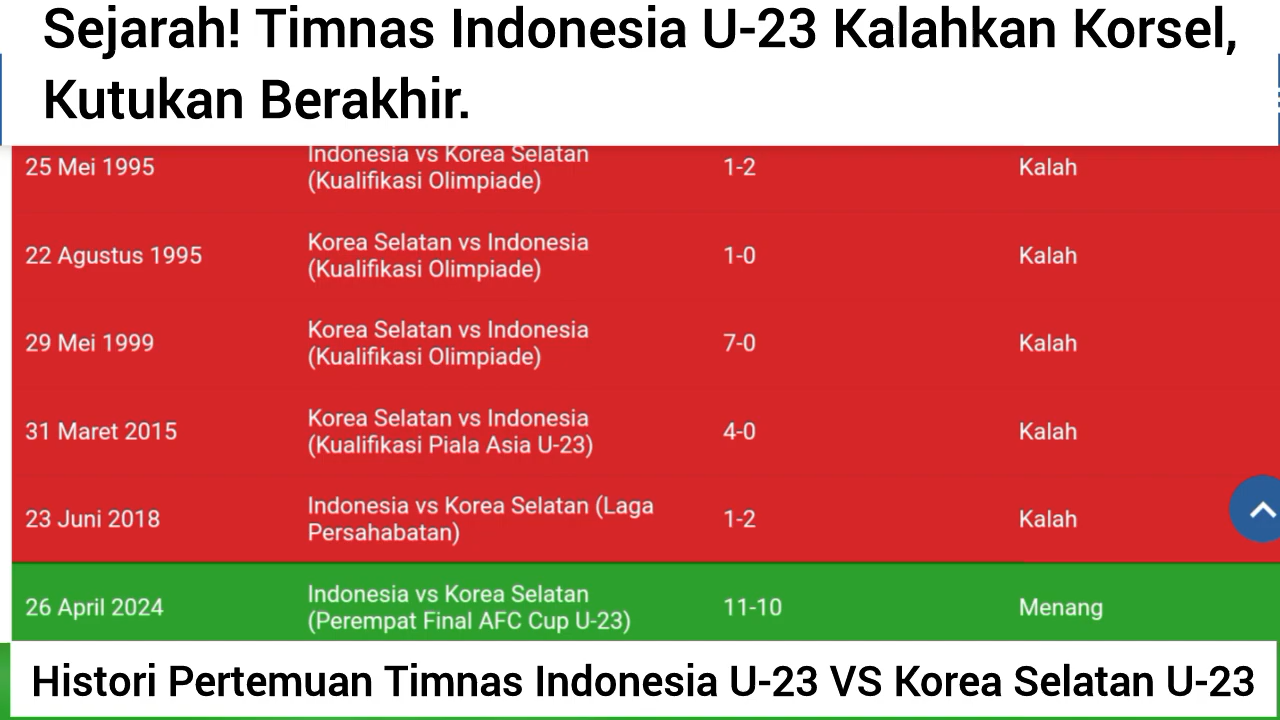 Sejarah! Timnas Indonesia U-23 Kalahkan Korsel,
Kutukan Berakhir.
25 Mei 1995
Indonesia vs Korea Selatan
(Kualifikasi Olimpiade)
1-2
Kalah
22 Agustus 1995
Korea Selatan vs Indonesia
(Kualifikasi Olimpiade)
1-0
Kalah
29 Mei 1999
Korea Selatan vs Indonesia
(Kualifikasi Olimpiade)
7-0
Kalah
31 Maret 2015
Korea Selatan vs Indonesia
(Kualifikasi Piala Asia U-23)
4-0
Kalah
23 Juni 2018
Indonesia vs Korea Selatan (Laga
Persahabatan)
1-2
Kalah
26 April 2024
Indonesia vs Korea Selatan
(Perempat Final AFC Cup U-23)
11-10
Menang
Histori Pertemuan Timnas Indonesia U-23 VS Korea Selatan U-23